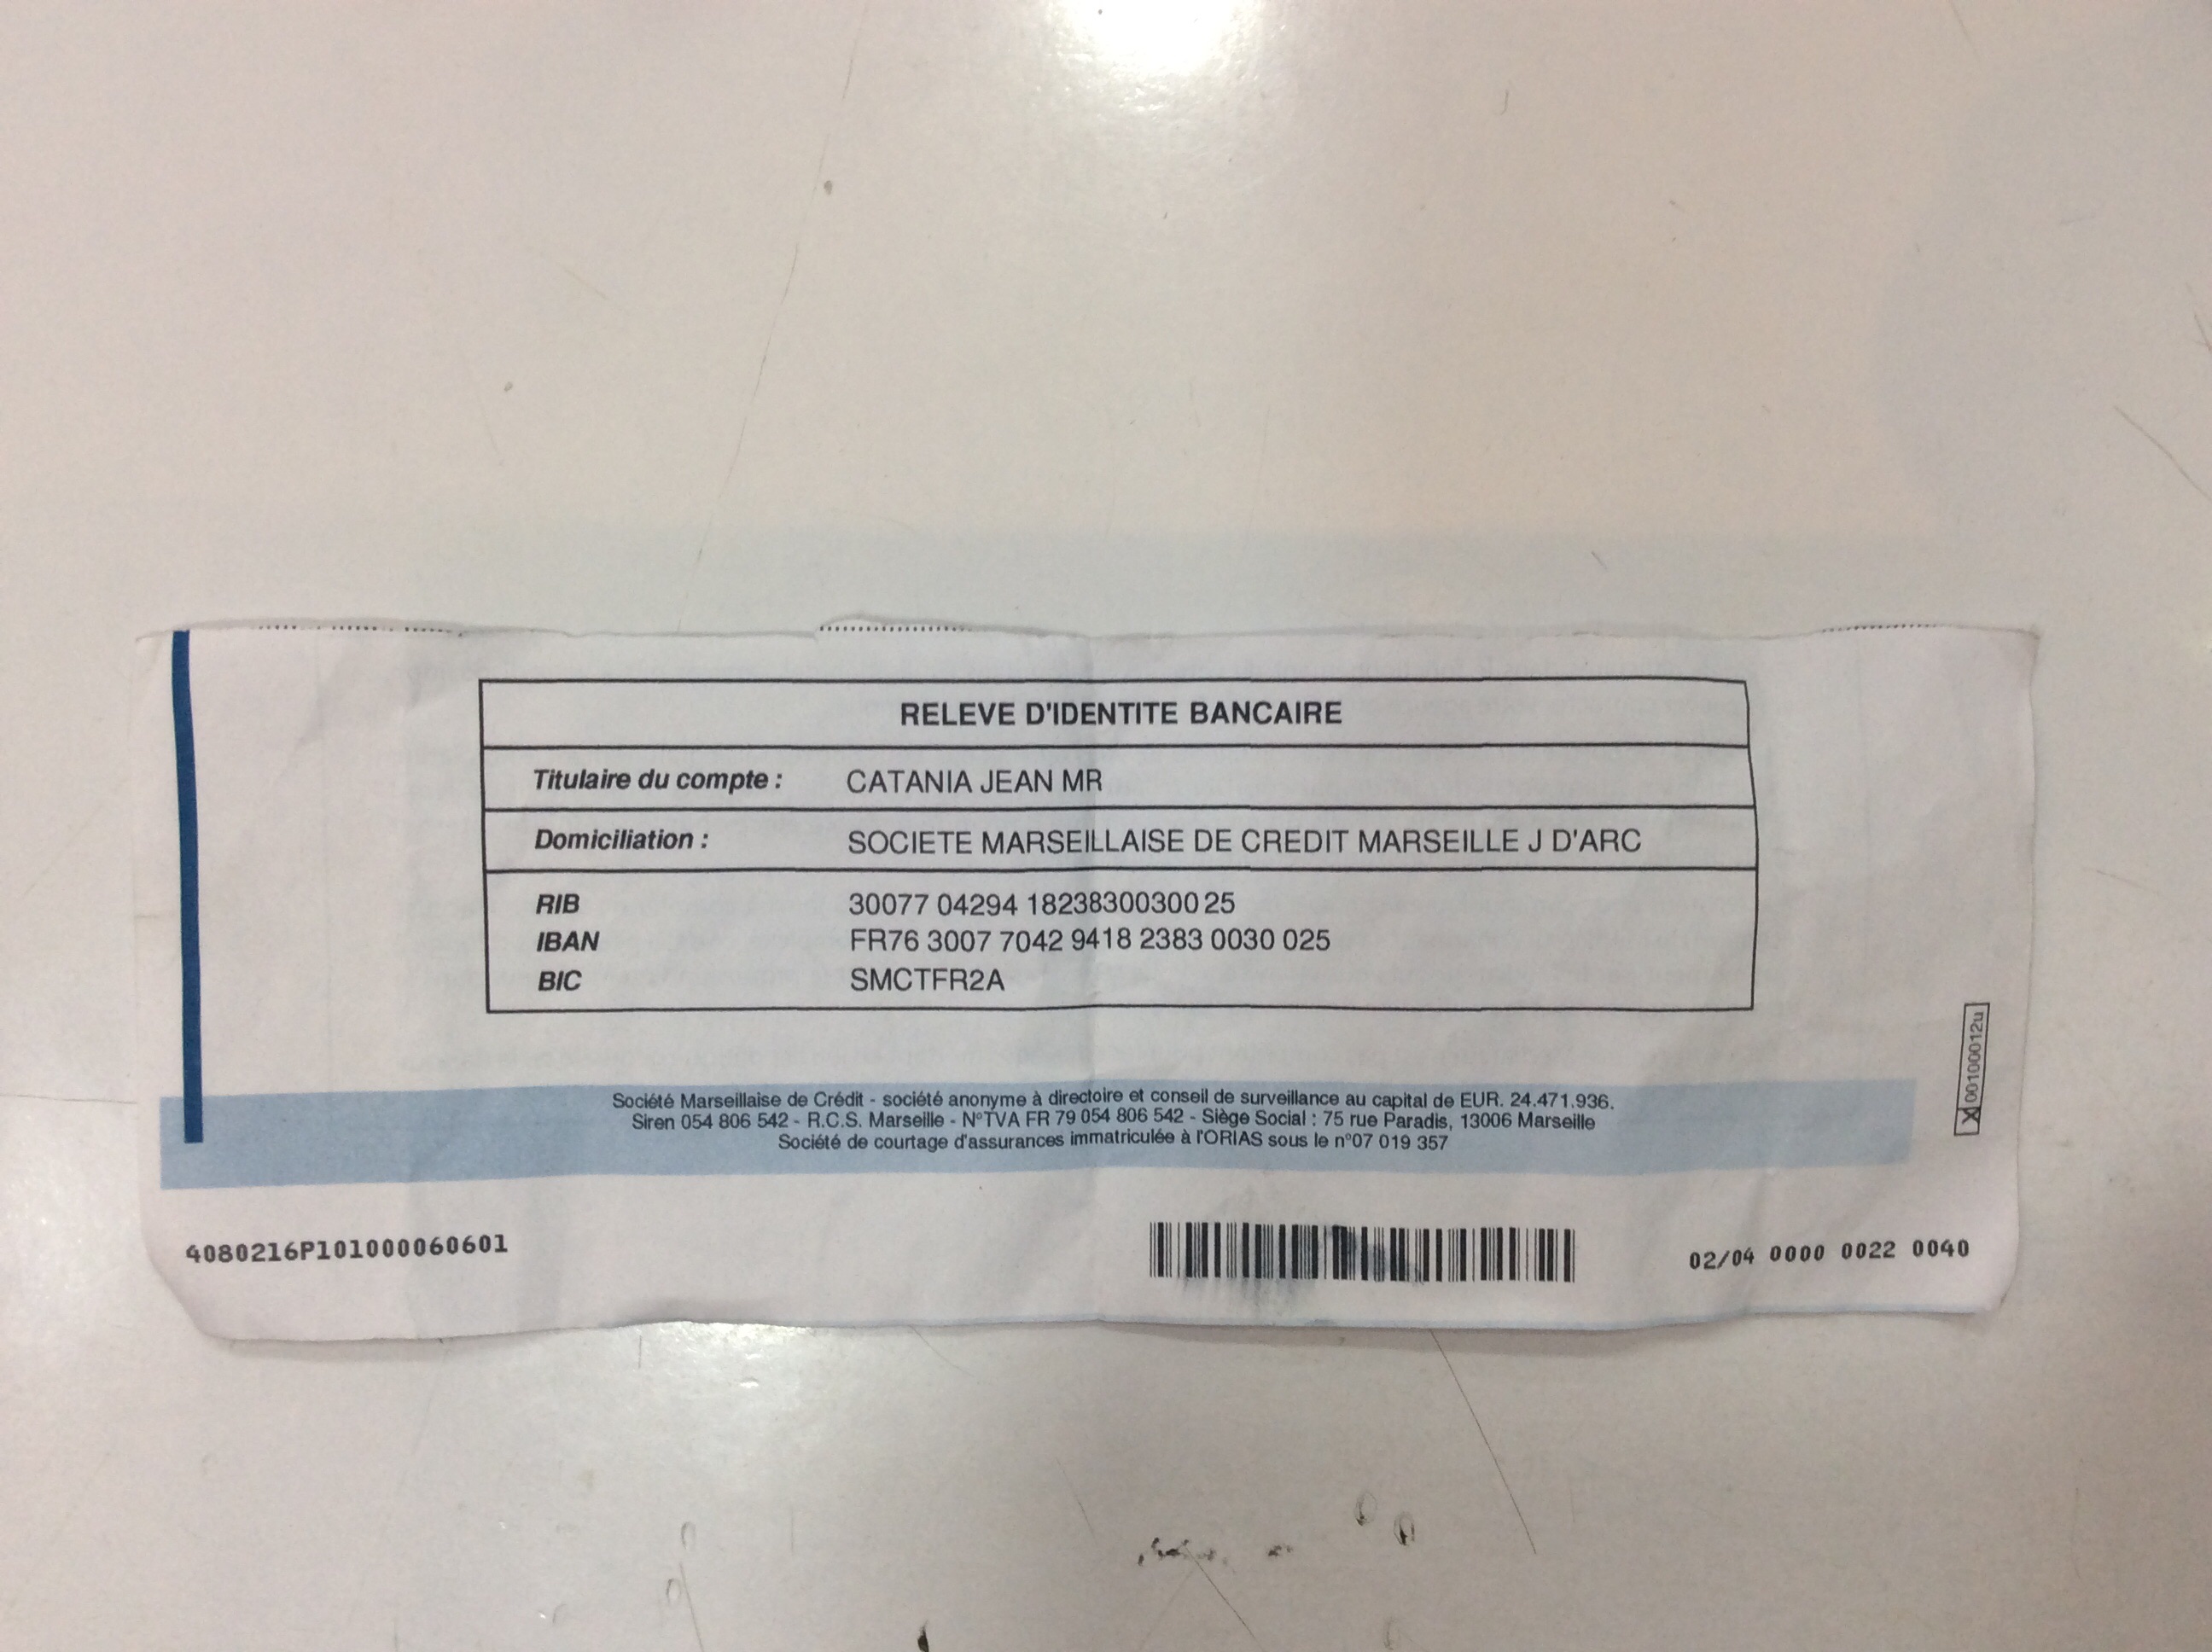 RELEVE D'IDENTITE BANCAIRE
Titulaire du compte : CATANIA JEAN MR
Domiciliation : SOCIETE MARSEILLAISE DE CREDIT MARSEILLE J D'ARC
RIB 30077 04294 18238300300 25
IBAN FR76 3007 7042 9418 2383 0030 025
BIC SMCTFR2A
001000012u
Société Marseillaise de Crédit - société anonyme à directoire et conseil de surveillance au capital de EUR. 24.471.936.
Siren 054 806 542 - R.C.S. Marseille - N°TVA FR 79 054 806 542 - Siège Social : 75 rue Paradis, 13006 Marseille
Société de courtage d'assurances immatriculée à l'ORIAS sous le n°07 019 357
4080216P101000060601
02/04 0000 0022 0040